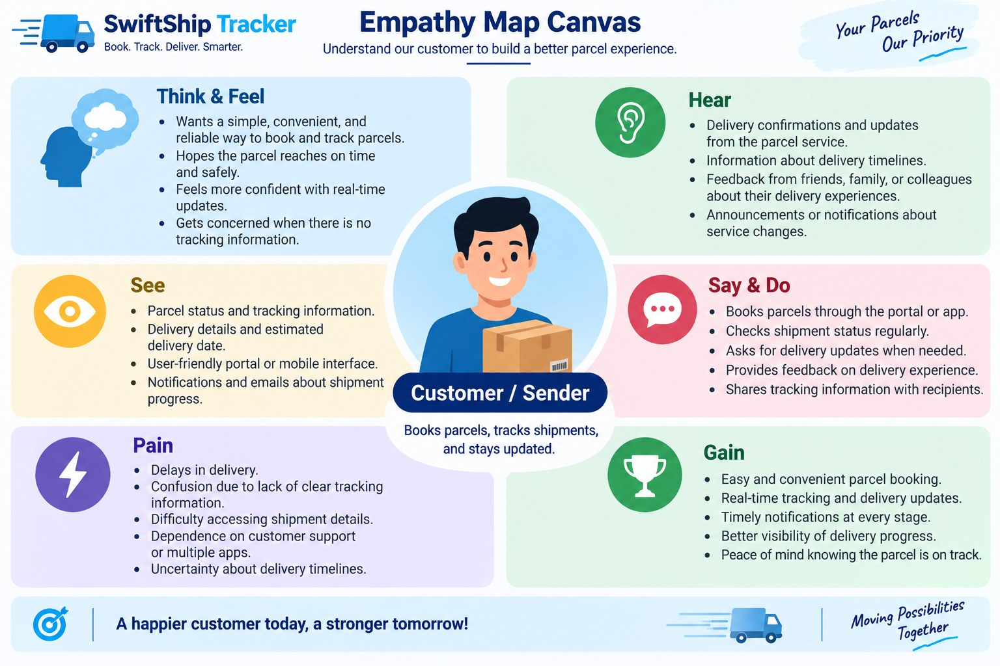 SwiftShip Tracker
Book. Track. Deliver. Smarter.
Empathy Map Canvas
Understand our customer to build a better parcel experience.
Your Parcels
Our Priority
Think & Feel
• Wants a simple, convenient, and
reliable way to book and track parcels.
• Hopes the parcel reaches on time
and safely.
• Feels more confident with real-time
updates.
• Gets concerned when there is no
tracking information.
Hear
• Delivery confirmations and updates
from the parcel service.
• Information about delivery timelines.
• Feedback from friends, family, or colleagues
about their delivery experiences.
• Announcements or notifications about
service changes.
See
• Parcel status and tracking information.
• Delivery details and estimated
delivery date.
• User-friendly portal or mobile interface.
• Notifications and emails about shipment
progress.
Customer / Sender
Books parcels, tracks shipments,
and stays updated.
Say & Do
• Books parcels through the portal or app.
• Checks shipment status regularly.
• Asks for delivery updates when needed.
• Provides feedback on delivery experience.
• Shares tracking information with recipients.
Pain
• Delays in delivery.
• Confusion due to lack of clear tracking
information.
• Difficulty accessing shipment details.
• Dependence on customer support
or multiple apps.
• Uncertainty about delivery timelines.
Gain
• Easy and convenient parcel booking.
• Real-time tracking and delivery updates.
• Timely notifications at every stage.
• Better visibility of delivery progress.
• Peace of mind knowing the parcel is on track.
A happier customer today, a stronger tomorrow!
Moving Possibilities
Together